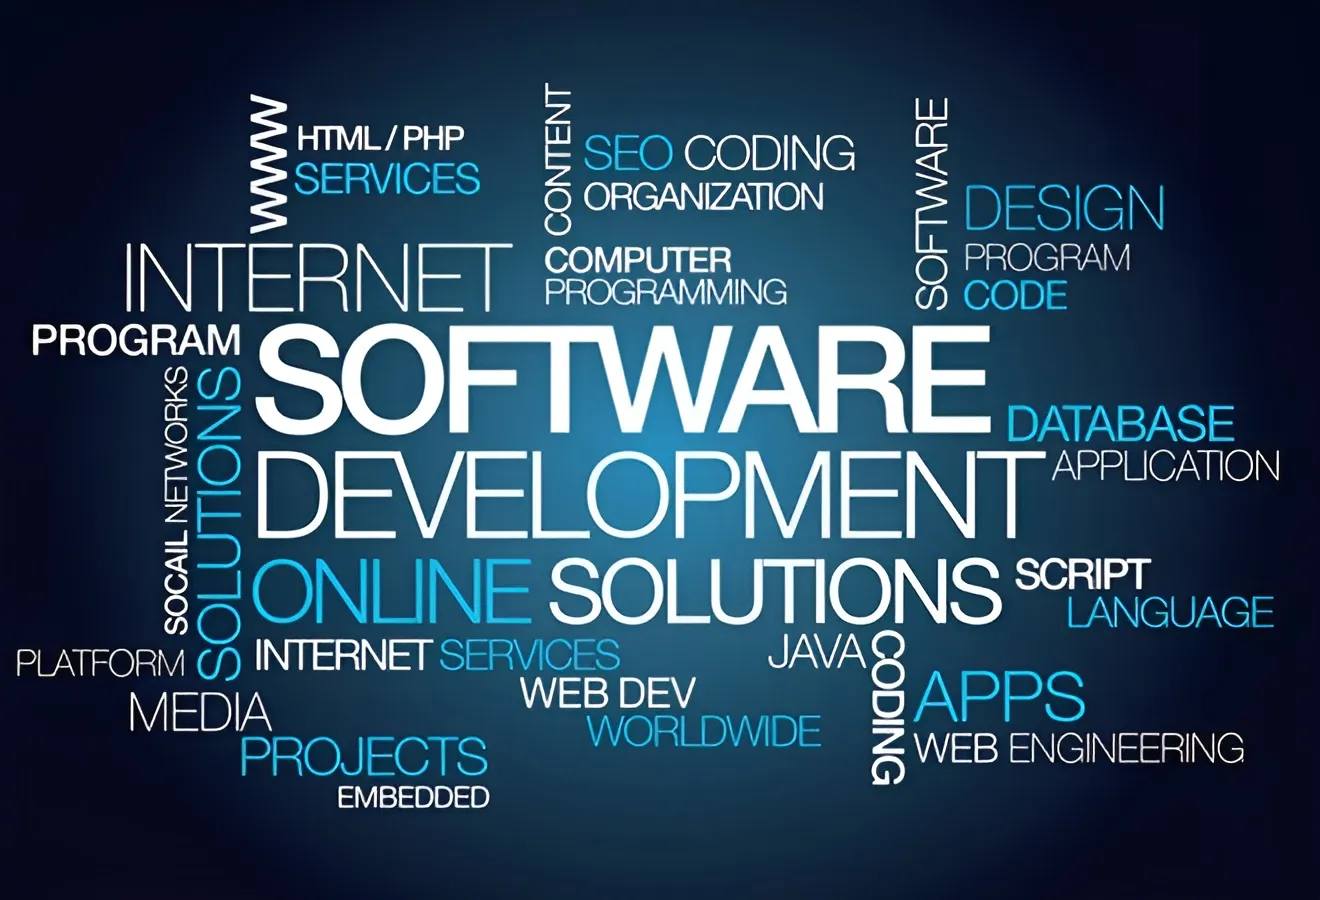 WWW
HTML / PHP
SERVICES
CONTENT
SEO CODING
ORGANIZATION
SOFTWARE
DESIGN
PROGRAM
CODE
INTERNET
COMPUTER
PROGRAMMING
PROGRAM
SOFTWARE
SOCAIL NETWORKS
SOLUTIONS
DATABASE
APPLICATION
DEVELOPMENT
ONLINE SOLUTIONS
SCRIPT
LANGUAGE
PLATFORM
INTERNET SERVICES
JAVA
CODING
WEB DEV
WORLDWIDE
APPS
WEB ENGINEERING
MEDIA
PROJECTS
EMBEDDED